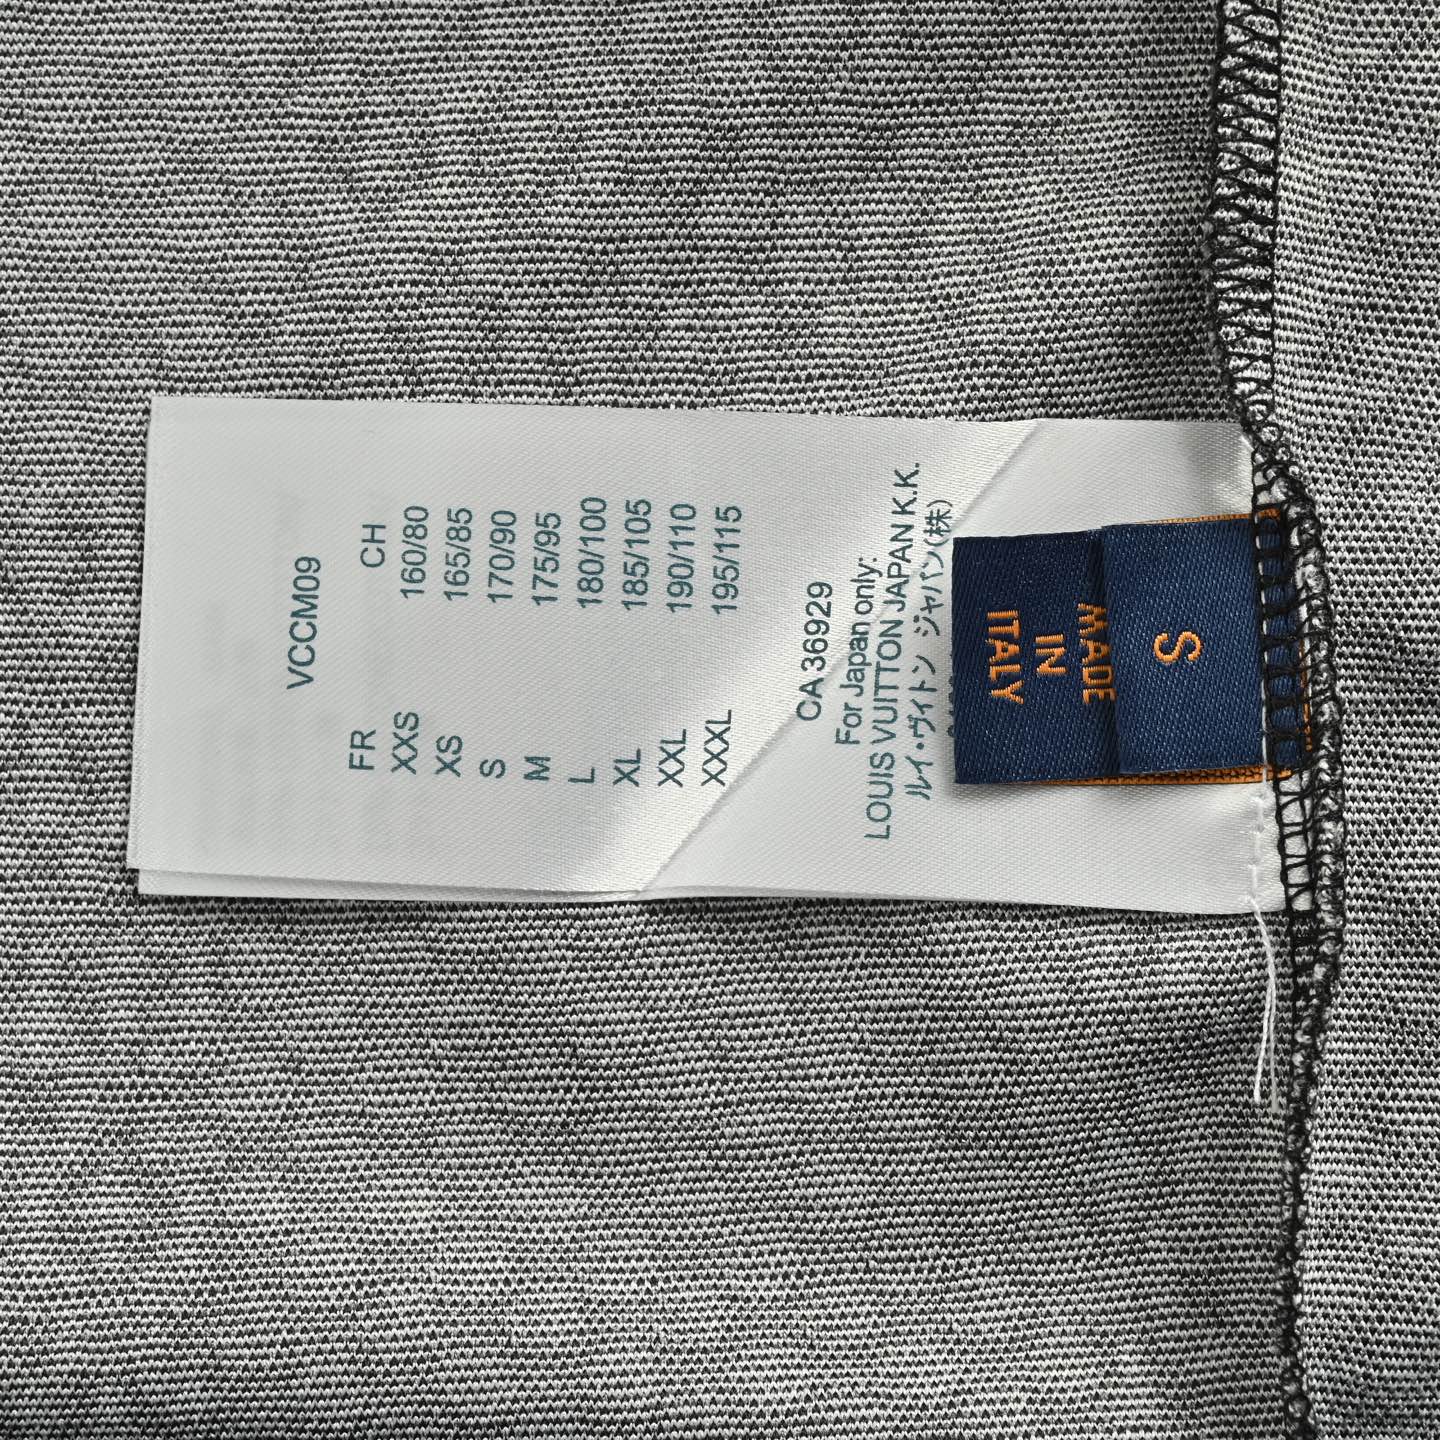 VCCM09
FR CH
XXS 160/80
XS 165/85
S 170/90
M 175/95
L 180/100
XL 185/105
XXL 190/110
XXXL 195/115
CA 36929
For Japan only:
LOUIS VUITTON JAPAN K.K.
ルイ・ヴィトン ジャパン(株)
MADE
IN
ITALY
S